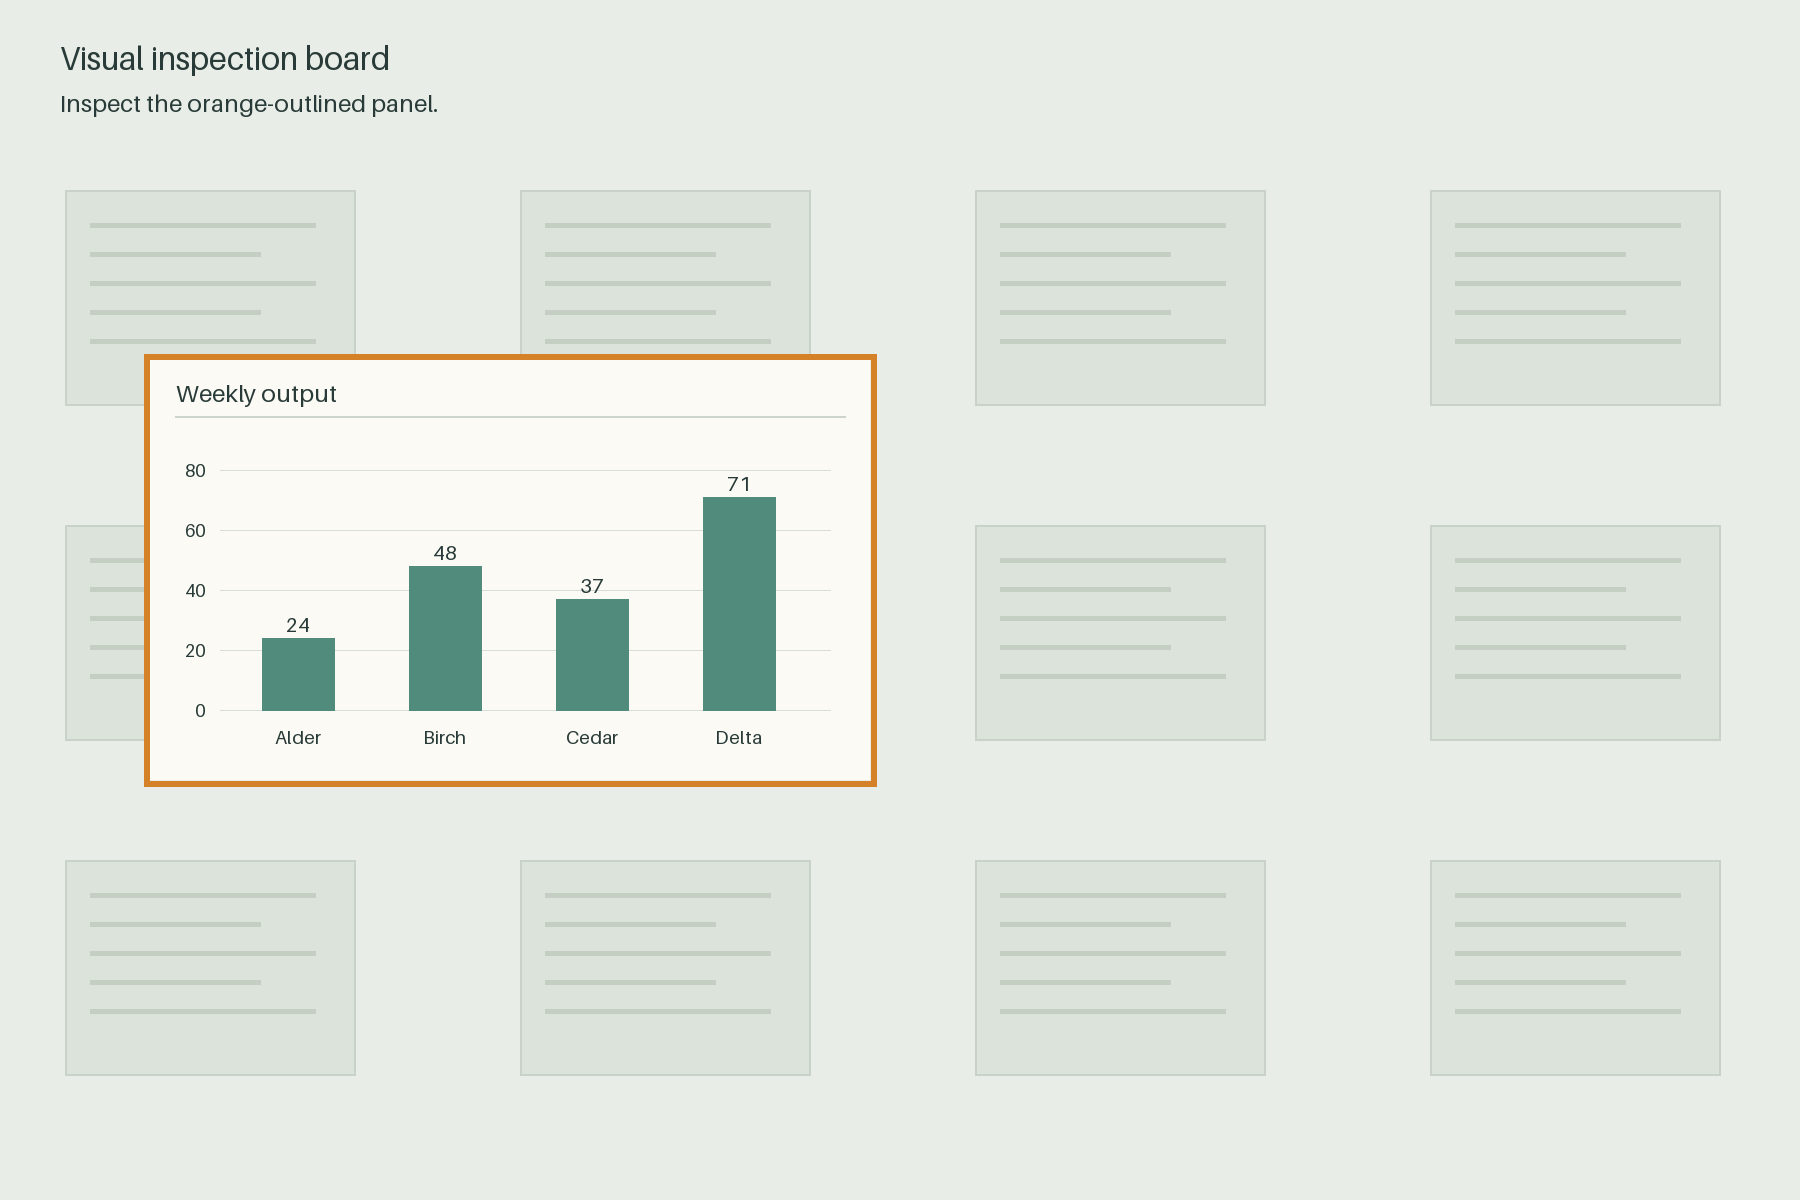 Visual inspection board
Inspect the orange-outlined panel.
Weekly output
80
60
40
20
0
24
48
37
71
Alder
Birch
Cedar
Delta